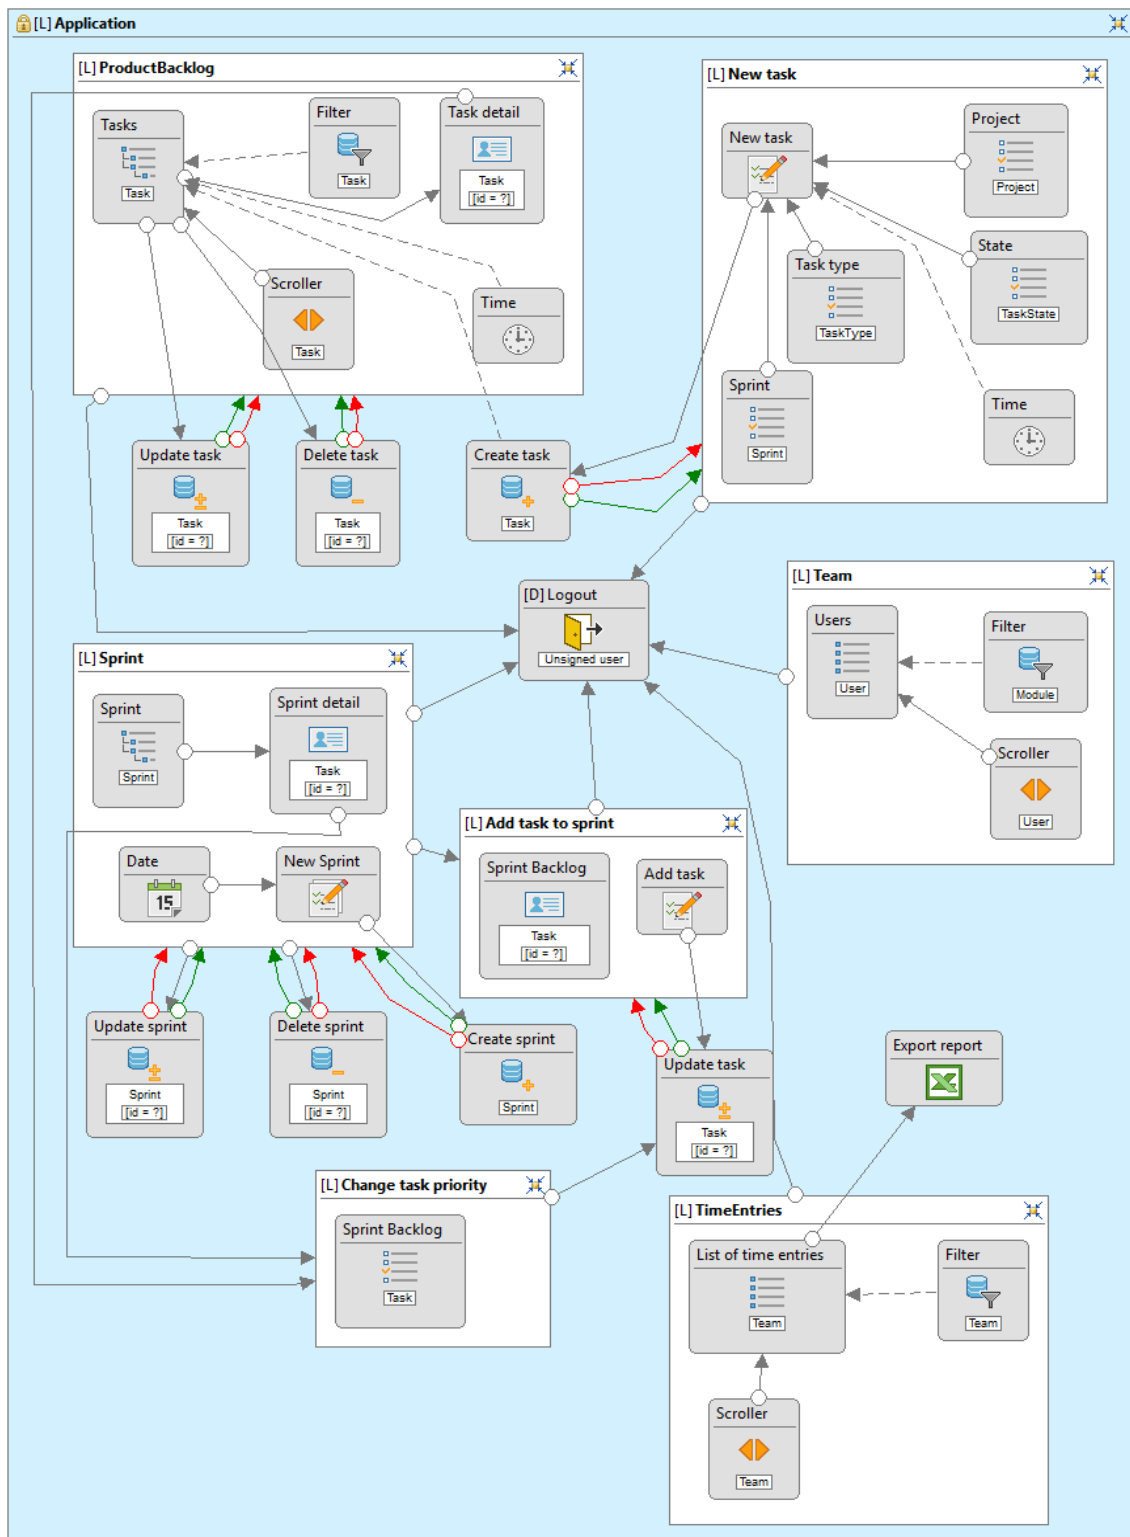 [L] Application
[L] ProductBacklog
Tasks
Task
Filter
Task
Task detail
Task
[id = ?]
Scroller
Task
Time
Update task
Task
[id = ?]
Delete task
Task
[id = ?]
Create task
Task
[L] New task
New task
Project
Project
Task type
TaskType
State
TaskState
Sprint
Sprint
Time
[D] Logout
Unsigned user
[L] Team
Users
User
Filter
Module
Scroller
User
[L] Sprint
Sprint
Sprint
Sprint detail
Task
[id = ?]
Date
15
New Sprint
Update sprint
Sprint
[id = ?]
Delete sprint
Sprint
[id = ?]
Create sprint
Sprint
[L] Add task to sprint
Sprint Backlog
Task
[id = ?]
Add task
Update task
Task
[id = ?]
Export report
[L] Change task priority
Sprint Backlog
Task
[L] TimeEntries
List of time entries
Team
Filter
Team
Scroller
Team